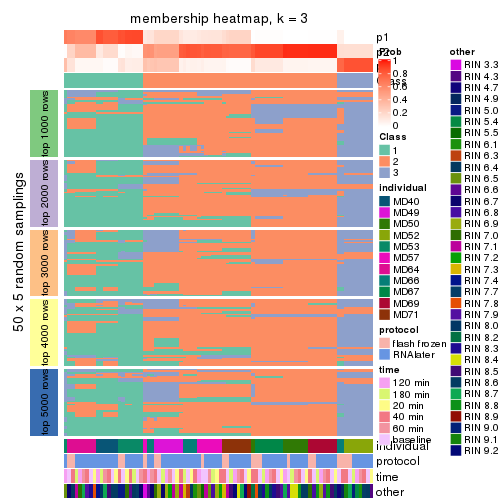 membership heatmap, k = 3
p1
p2
Prob
1
0.8
0.6
0.4
0.2
0
Class
Class
1
2
3
individual
MD40
MD49
MD50
MD52
MD53
MD57
MD64
MD66
MD67
MD69
MD71
protocol
flash frozen
RNAlater
time
120 min
180 min
20 min
40 min
60 min
baseline
other
RIN 3.3
RIN 4.3
RIN 4.7
RIN 4.9
RIN 5.0
RIN 5.4
RIN 5.5
RIN 6.1
RIN 6.3
RIN 6.4
RIN 6.5
RIN 6.6
RIN 6.7
RIN 6.8
RIN 6.9
RIN 7.0
RIN 7.1
RIN 7.2
RIN 7.3
RIN 7.4
RIN 7.6
RIN 7.7
RIN 7.8
RIN 7.9
RIN 8.0
RIN 8.2
RIN 8.3
RIN 8.4
RIN 8.5
RIN 8.6
RIN 8.7
RIN 8.8
RIN 8.9
RIN 9.0
RIN 9.1
RIN 9.2
50 x 5 random samplings
top 1000 rows
top 2000 rows
top 3000 rows
top 4000 rows
top 5000 rows
individual
protocol
time
other